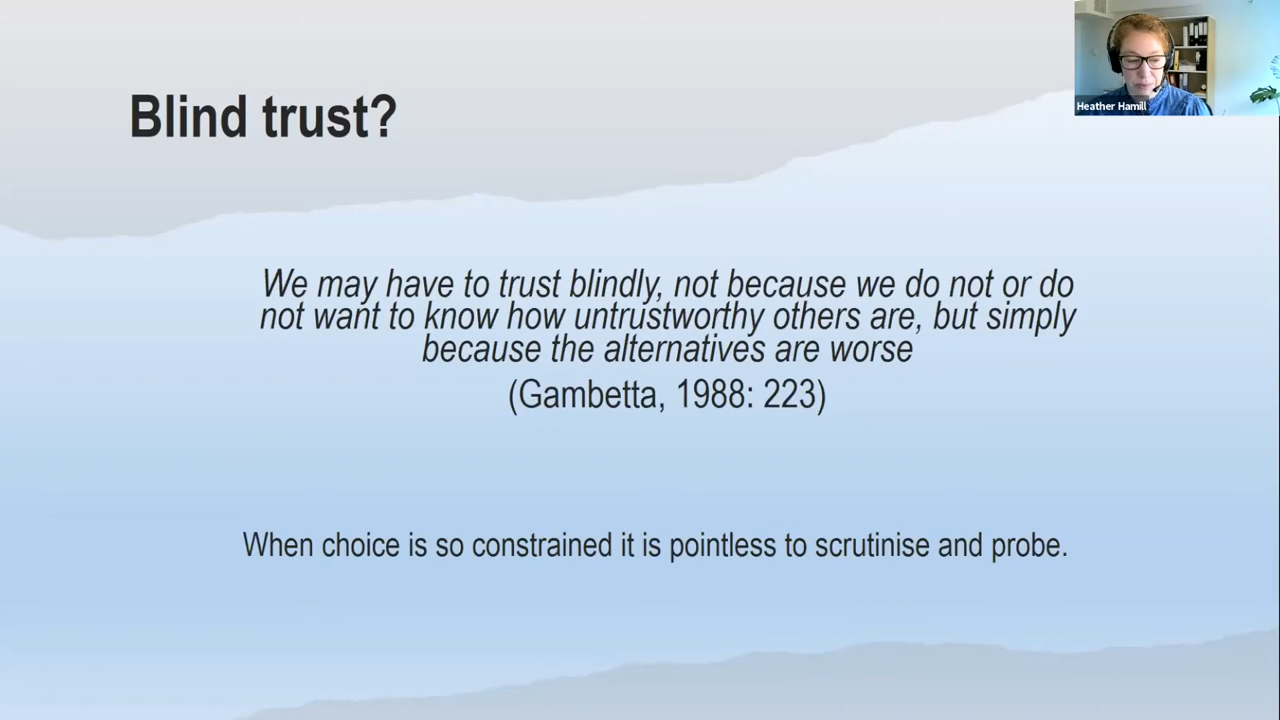 Heather Hamill
Blind trust?
We may have to trust blindly, not because we do not or do
not want to know how untrustworthy others are, but simply
because the alternatives are worse
(Gambetta, 1988: 223)
When choice is so constrained it is pointless to scrutinise and probe.